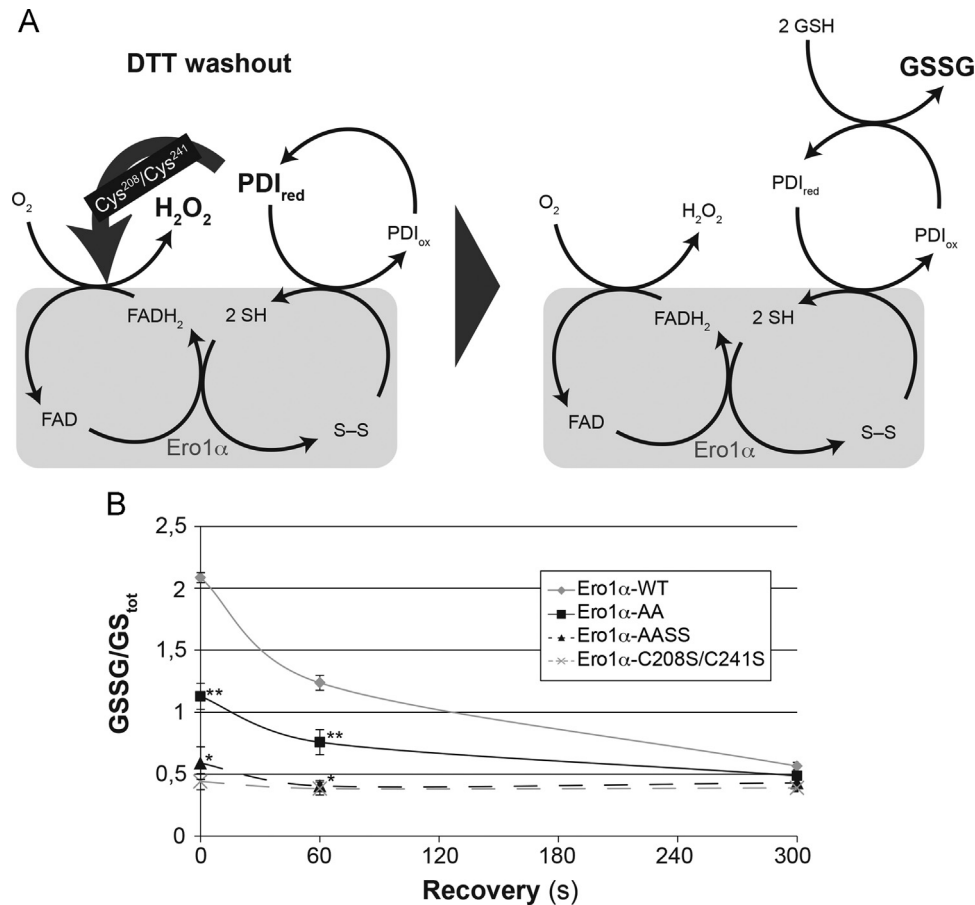 A
DTT washout
Cys208/Cys241
O2
H2O2
PDIred
PDIox
FADH2
2 SH
FAD
Ero1α
S–S
2 GSH
GSSG
PDIred
O2
H2O2
PDIox
FADH2
2 SH
FAD
Ero1α
S–S
B
2,5
2
1,5
1
0,5
0
GSSG/GStot
Ero1α-WT
Ero1α-AA
Ero1α-AASS
Ero1α-C208S/C241S
**
**
*
*
0
60
120
180
240
300
Recovery (s)